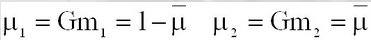 μ₁ = Gm₁ = 1 − μ̅   μ₂ = Gm₂ = μ̅